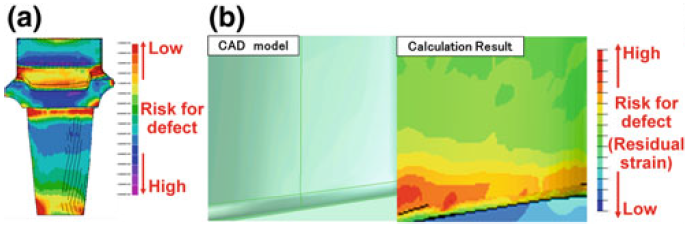 (a)
Low
Risk for
defect
High
(b)
CAD model
Calculation Result
High
Risk for
defect
(Residual
strain)
Low